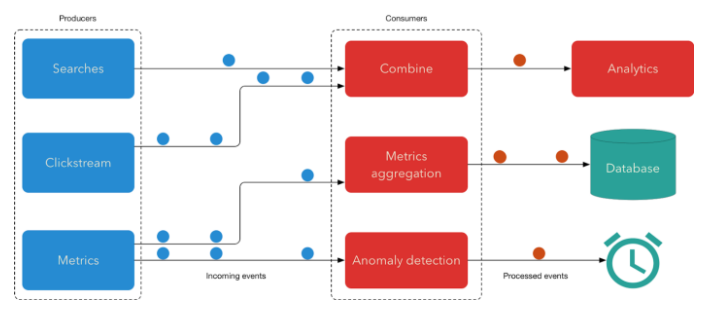 Producers
Consumers
Searches
Combine
Analytics
Clickstream
Metrics
aggregation
Database
Metrics
Anomaly detection
Incoming events
Processed events